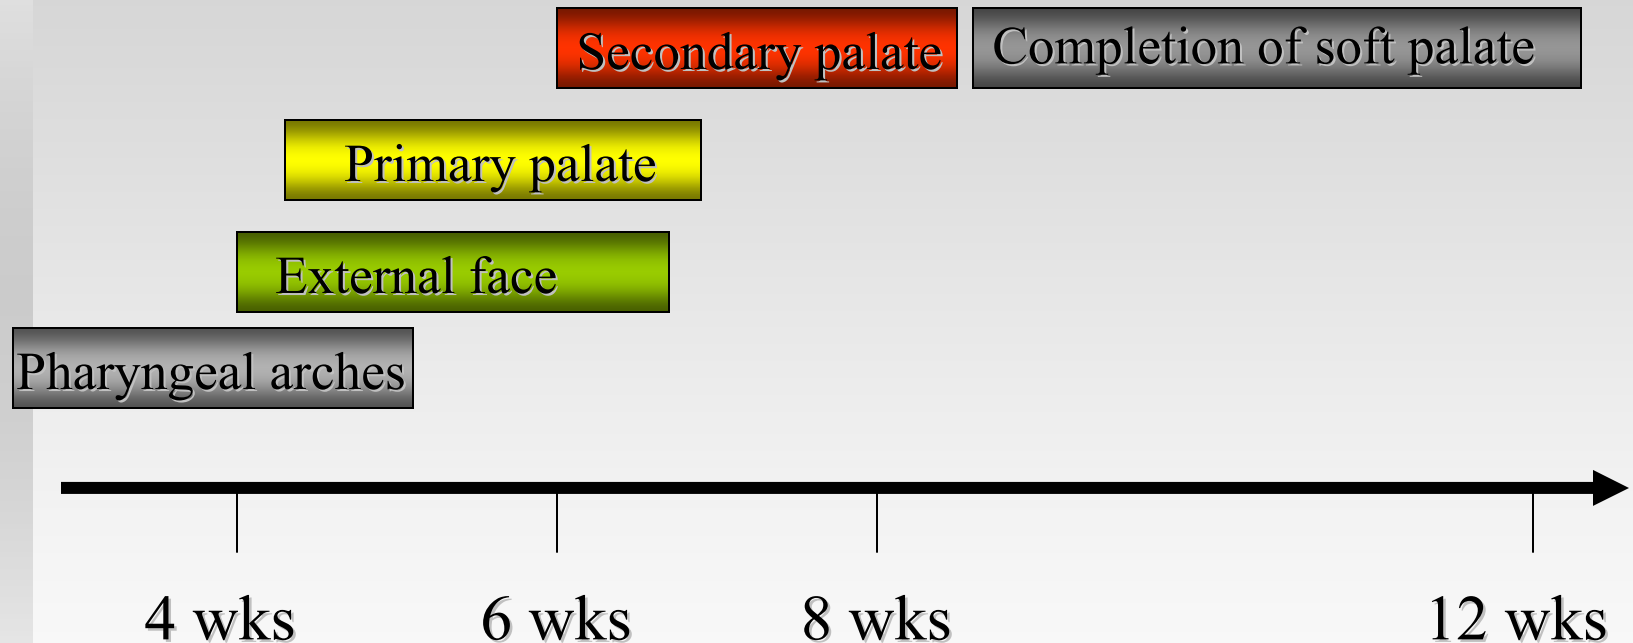 Secondary palate
Completion of soft palate
Primary palate
External face
Pharyngeal arches
4 wks
6 wks
8 wks
12 wks